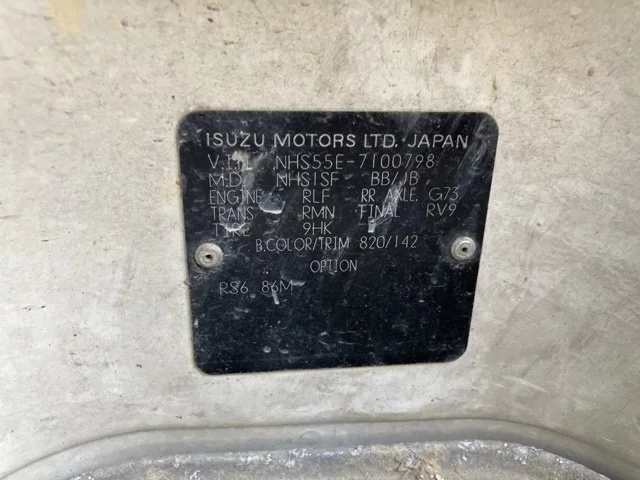 ISUZU MOTORS LTD. JAPAN
V.I. NHS55E-7100798
M.D NHS1SF BB/JB
ENGINE RLF RR AXLE. G73
TRANS RMN FINAL RV9
TYRE 9HK -
B.COLOR/TRIM 820/142
OPTION
RS6 86M